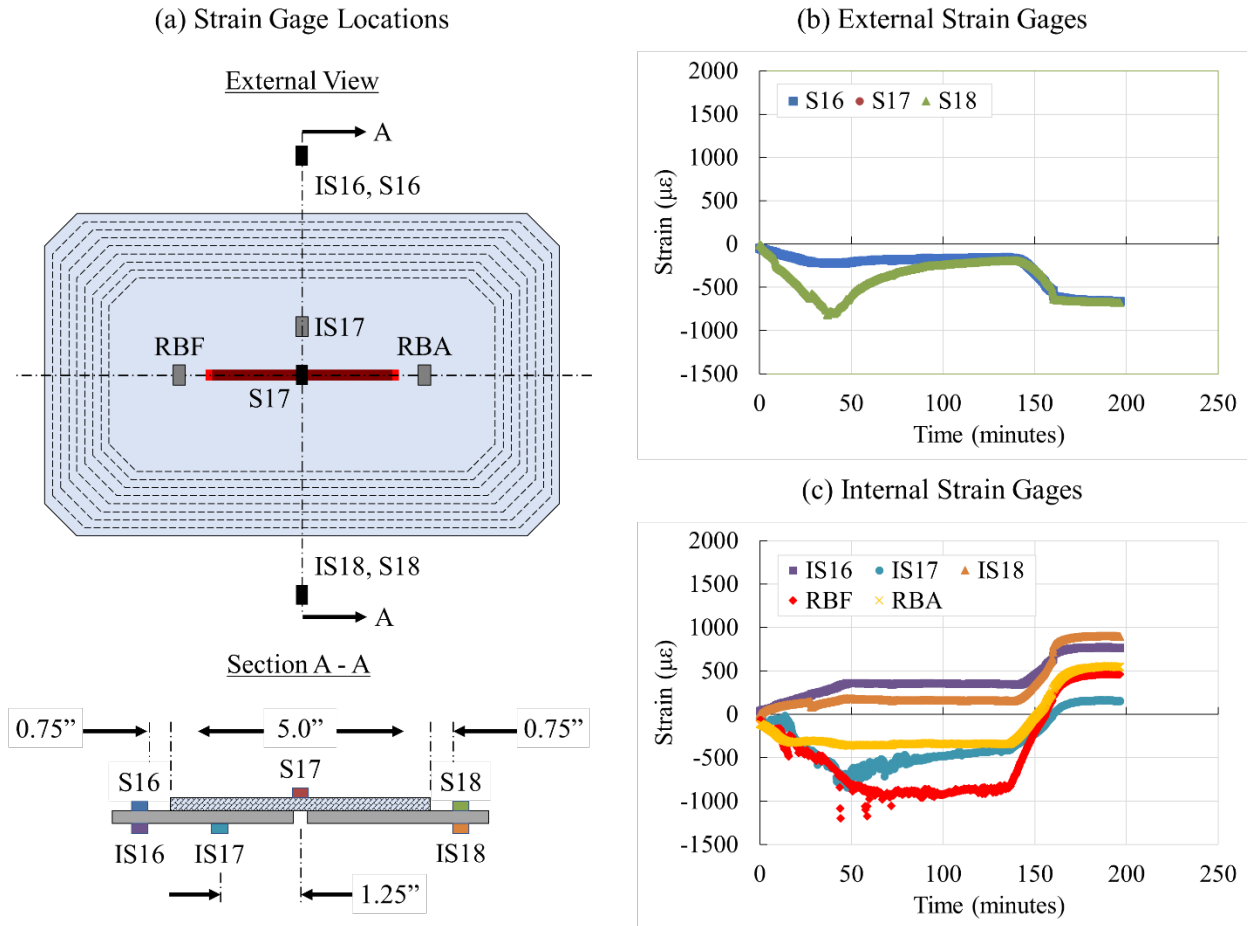 (a) Strain Gage Locations
External View
A
IS16, S16
IS17
RBF
RBA
S17
IS18, S18
A
Section A - A
0.75”
5.0”
0.75”
S17
S16
S18
IS16
IS17
IS18
1.25”
(b) External Strain Gages
S16 S17 S18
2000
1500
1000
500
0
-500
-1000
-1500
Strain (με)
0 50 100 150 200 250
Time (minutes)
(c) Internal Strain Gages
IS16 IS17 IS18
RBF RBA
2000
1500
1000
500
0
-500
-1000
-1500
Strain (με)
0 50 100 150 200 250
Time (minutes)